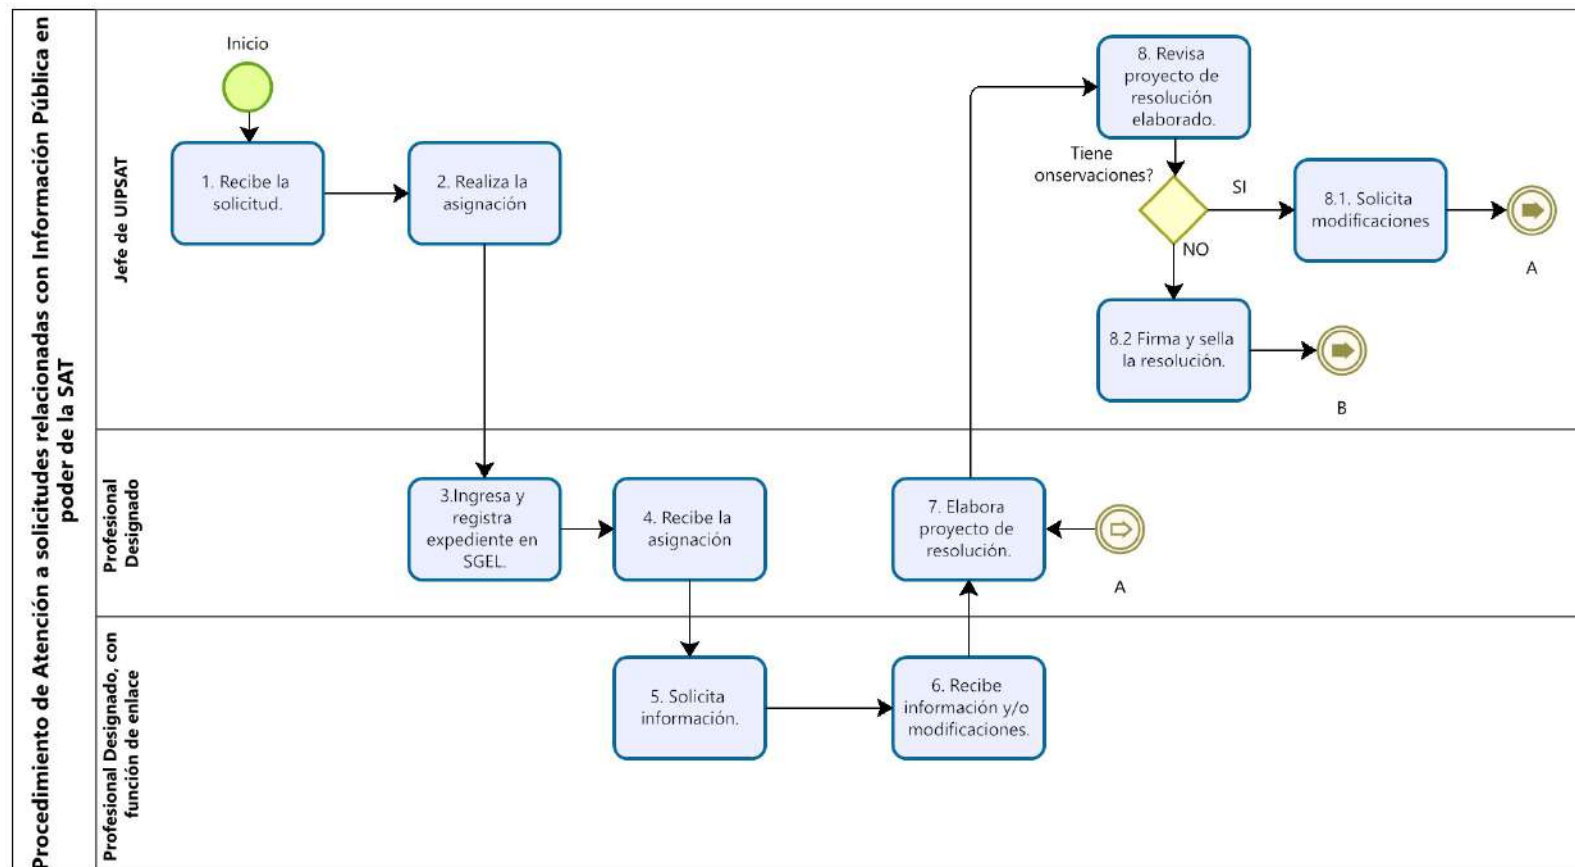 Procedimiento de Atención a solicitudes relacionadas con Información Pública en
poder de la SAT
Jefe de UIPSAT
Inicio
1. Recibe la
solicitud.
2. Realiza la
asignación
8. Revisa
proyecto de
resolución
elaborado.
Tiene
onservaciones?
SI
8.1. Solicita
modificaciones
A
NO
8.2 Firma y sella
la resolución.
B
Profesional
Designado
3.Ingresa y
registra
expediente en
SGEL.
4. Recibe la
asignación
7. Elabora
proyecto de
resolución.
A
Profesional Designado, con
función de enlace
5. Solicita
información.
6. Recibe
información y/o
modificaciones.